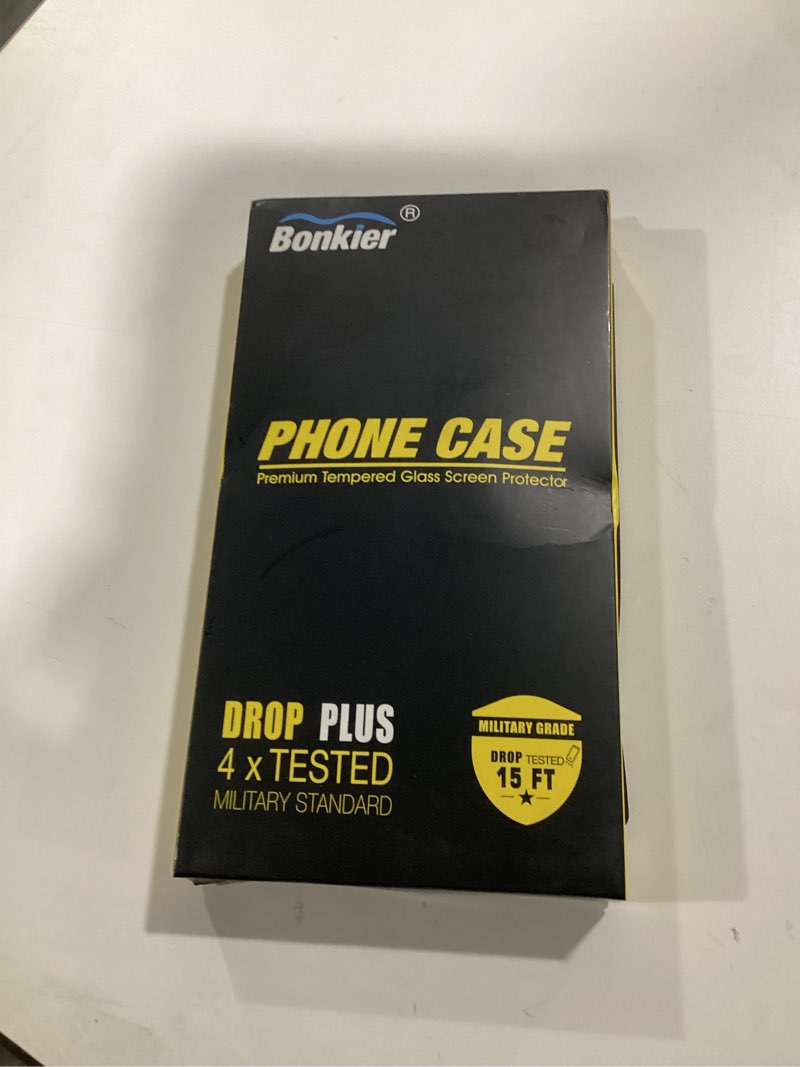 Bonkier®
PHONE CASE
Premium Tempered Glass Screen Protector
DROP PLUS
4 x TESTED
MILITARY STANDARD
MILITARY GRADE
DROP TESTED
15 FT